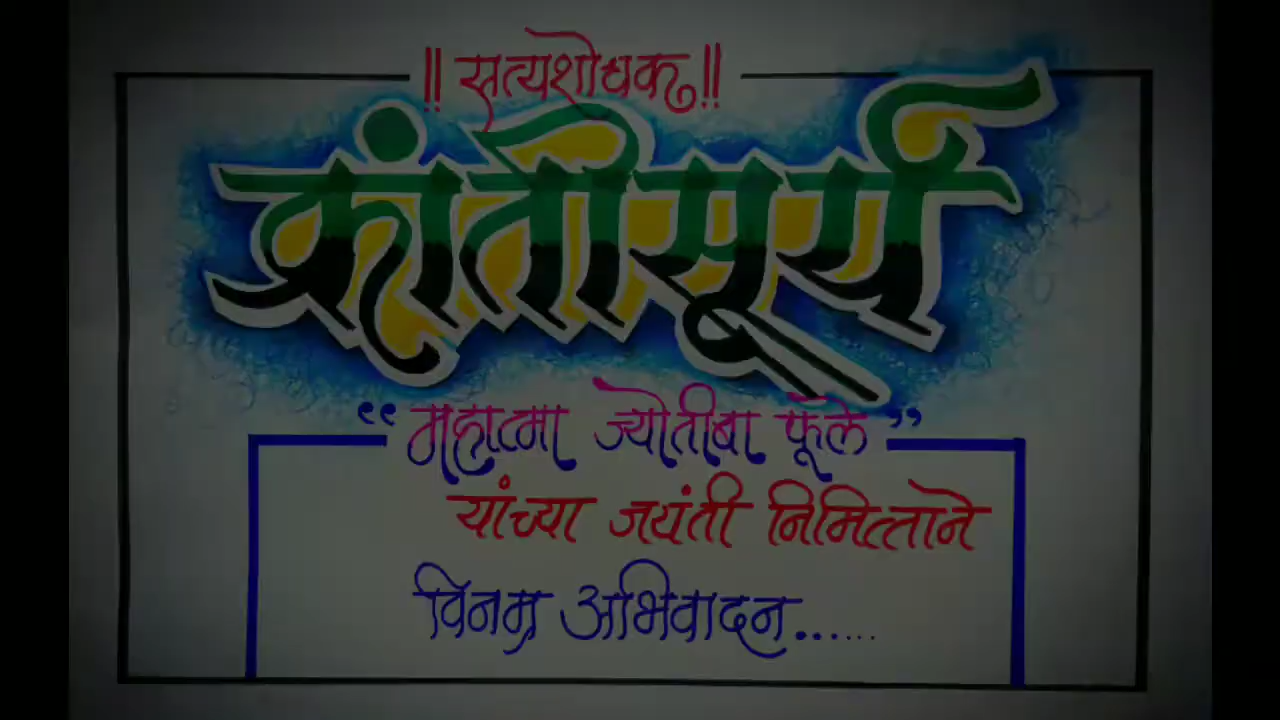 ॥ सत्यशोधक ॥
क्रांतीसूर्य
“ महात्मा ज्योतीबा फूले ”
यांच्या जयंती निमित्ताने
विनम्र अभिवादन......